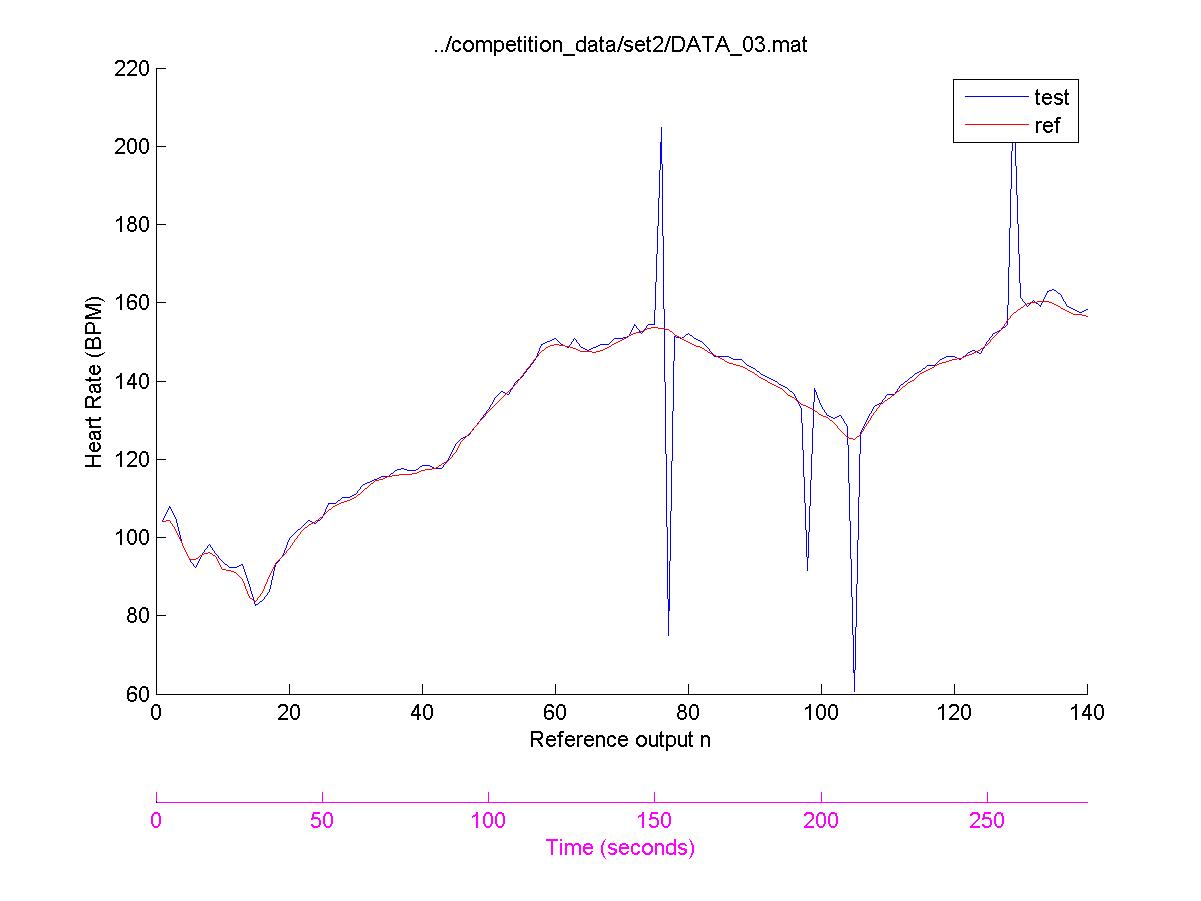 ../competition_data/set2/DATA_03.mat
220
200
180
160
140
120
100
80
60
Heart Rate (BPM)
test
ref
0 20 40 60 80 100 120 140
Reference output n
0 50 100 150 200 250
Time (seconds)